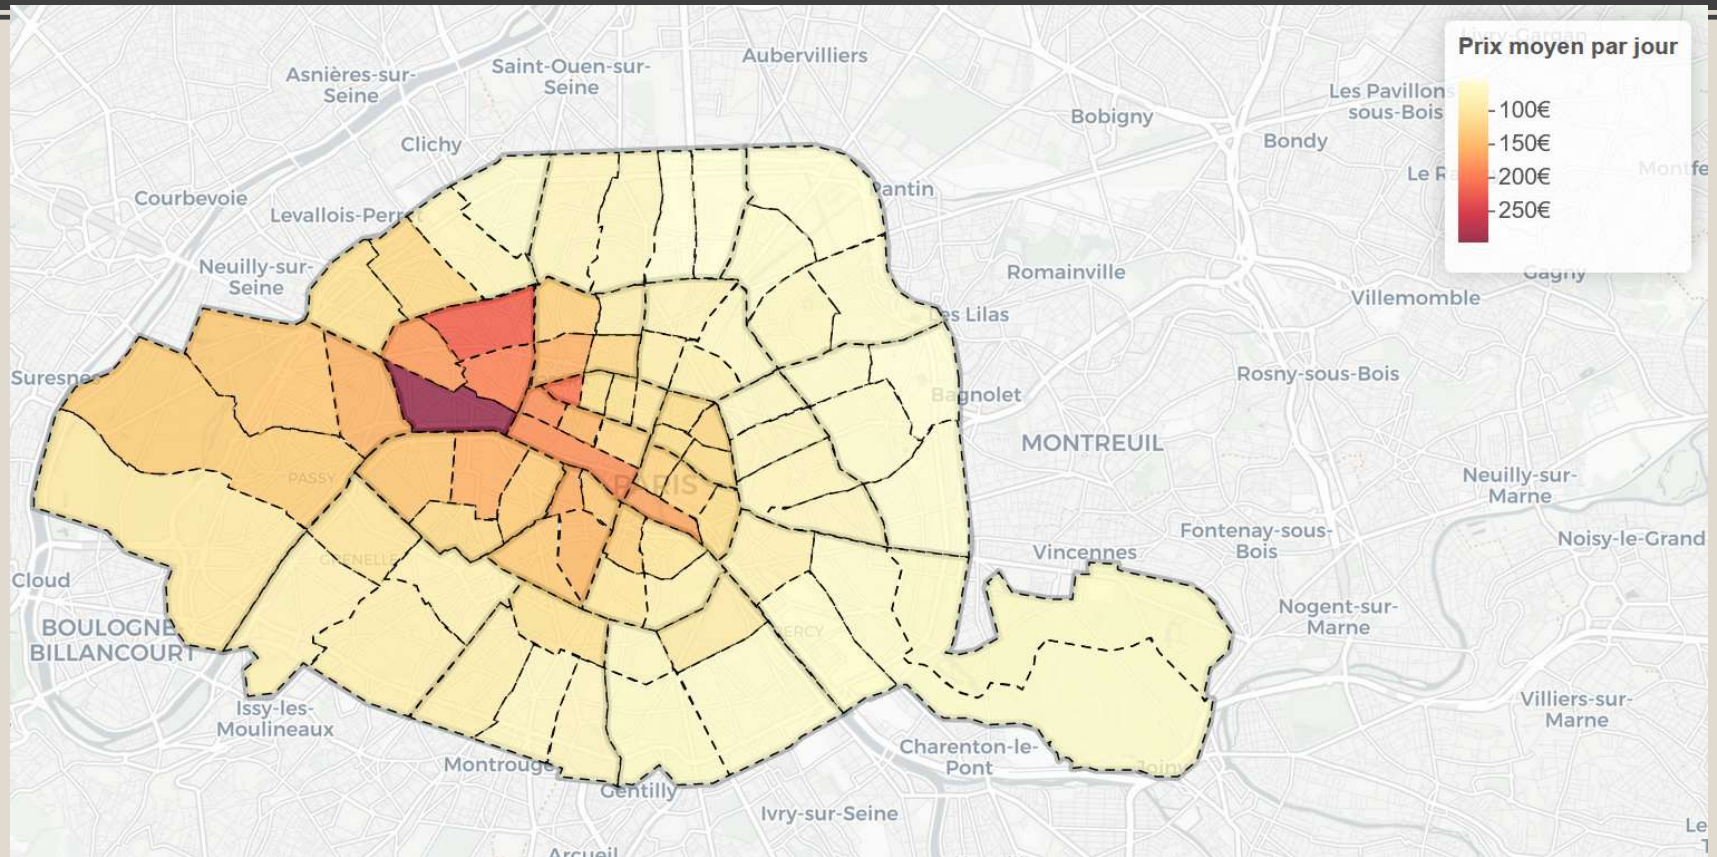 Aubervilliers
Saint-Ouen-sur-
Seine
Asnières-sur-
Seine
Prix moyen par jour
100€
150€
200€
250€
Les Pavillons
sous-Bois
Bobigny
Bondy
Clichy
Courbevoie
Levallois-Perret
Pantin
Neuilly-sur-
Seine
Romainville
Gagny
Villemomble
Les Lilas
Suresnes
Rosny-sous-Bois
Bagnolet
MONTREUIL
PASSY
PARIS
Neuilly-sur-
Marne
Fontenay-sous-
Bois
Noisy-le-Grand
Vincennes
GRENELLE
Cloud
Nogent-sur-
Marne
BOULOGNE
BILLANCOURT
BERCY
Issy-les-
Moulineaux
Villiers-sur-
Marne
Charenton-le-
Pont
Montrouge
Gentilly
Ivry-sur-Seine
Arcueil